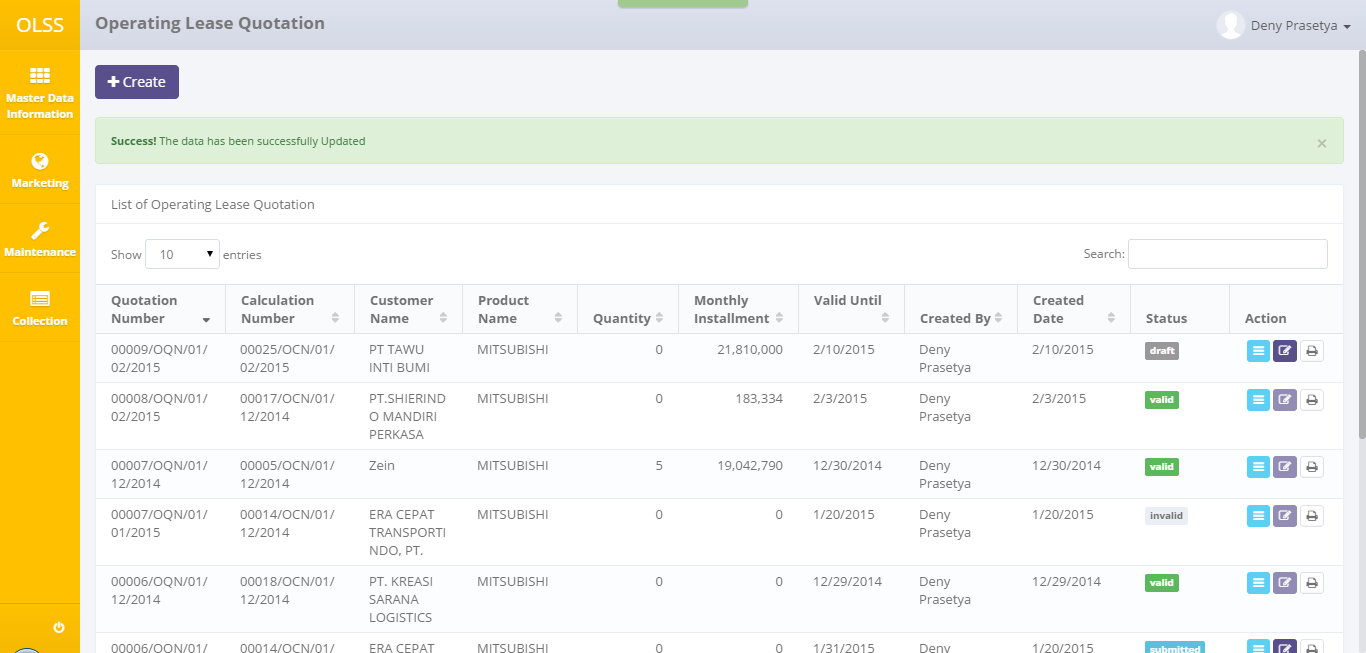 OLSS
Operating Lease Quotation
Deny Prasetya
Master Data
Information
Marketing
Maintenance
Collection
Create
Success! The data has been successfully Updated
×
List of Operating Lease Quotation
Show 10 entries
Search:
Quotation
Number
Calculation
Number
Customer
Name
Product
Name
Quantity
Monthly
Installment
Valid Until
Created By
Created
Date
Status
Action
00009/OQN/01/
02/2015
00025/OCN/01/
02/2015
PT TAWU
INTI BUMI
MITSUBISHI
0
21,810,000
2/10/2015
Deny
Prasetya
2/10/2015
draft
00008/OQN/01/
02/2015
00017/OCN/01/
12/2014
PT.SHIERIND
O MANDIRI
PERKASA
MITSUBISHI
0
183,334
2/3/2015
Deny
Prasetya
2/3/2015
valid
00007/OQN/01/
12/2014
00005/OCN/01/
12/2014
Zein
MITSUBISHI
5
19,042,790
12/30/2014
Deny
Prasetya
12/30/2014
valid
00007/OQN/01/
01/2015
00014/OCN/01/
12/2014
ERA CEPAT
TRANSPORTI
NDO, PT.
MITSUBISHI
0
0
1/20/2015
Deny
Prasetya
1/20/2015
invalid
00006/OQN/01/
12/2014
00018/OCN/01/
12/2014
PT. KREASI
SARANA
LOGISTICS
MITSUBISHI
0
0
12/29/2014
Deny
Prasetya
12/29/2014
valid
00006/OQN/01/
00014/OCN/01/
ERA CEPAT
MITSUBISHI
0
0
1/31/2015
Deny
1/20/2015
submitted